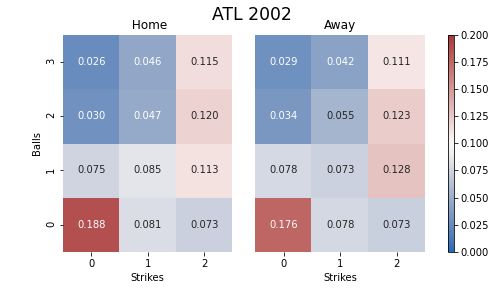 ATL 2002
Home Away
3 0.026 0.046 0.115 0.029 0.042 0.111
2 0.030 0.047 0.120 0.034 0.055 0.123
1 0.075 0.085 0.113 0.078 0.073 0.128
0 0.188 0.081 0.073 0.176 0.078 0.073
Balls
0 1 2 0 1 2
Strikes Strikes
0.200
0.175
0.150
0.125
0.100
0.075
0.050
0.025
0.000